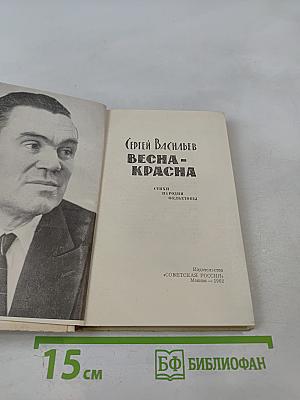 Сергей Васильев
ВЕСНА-
КРАСНА
СТИХИ
ПАРОДИИ
ФЕЛЬЕТОНЫ
Издательство
«СОВЕТСКАЯ РОССИЯ»
Москва — 1962
15 см
БФ БИБЛИОФАН